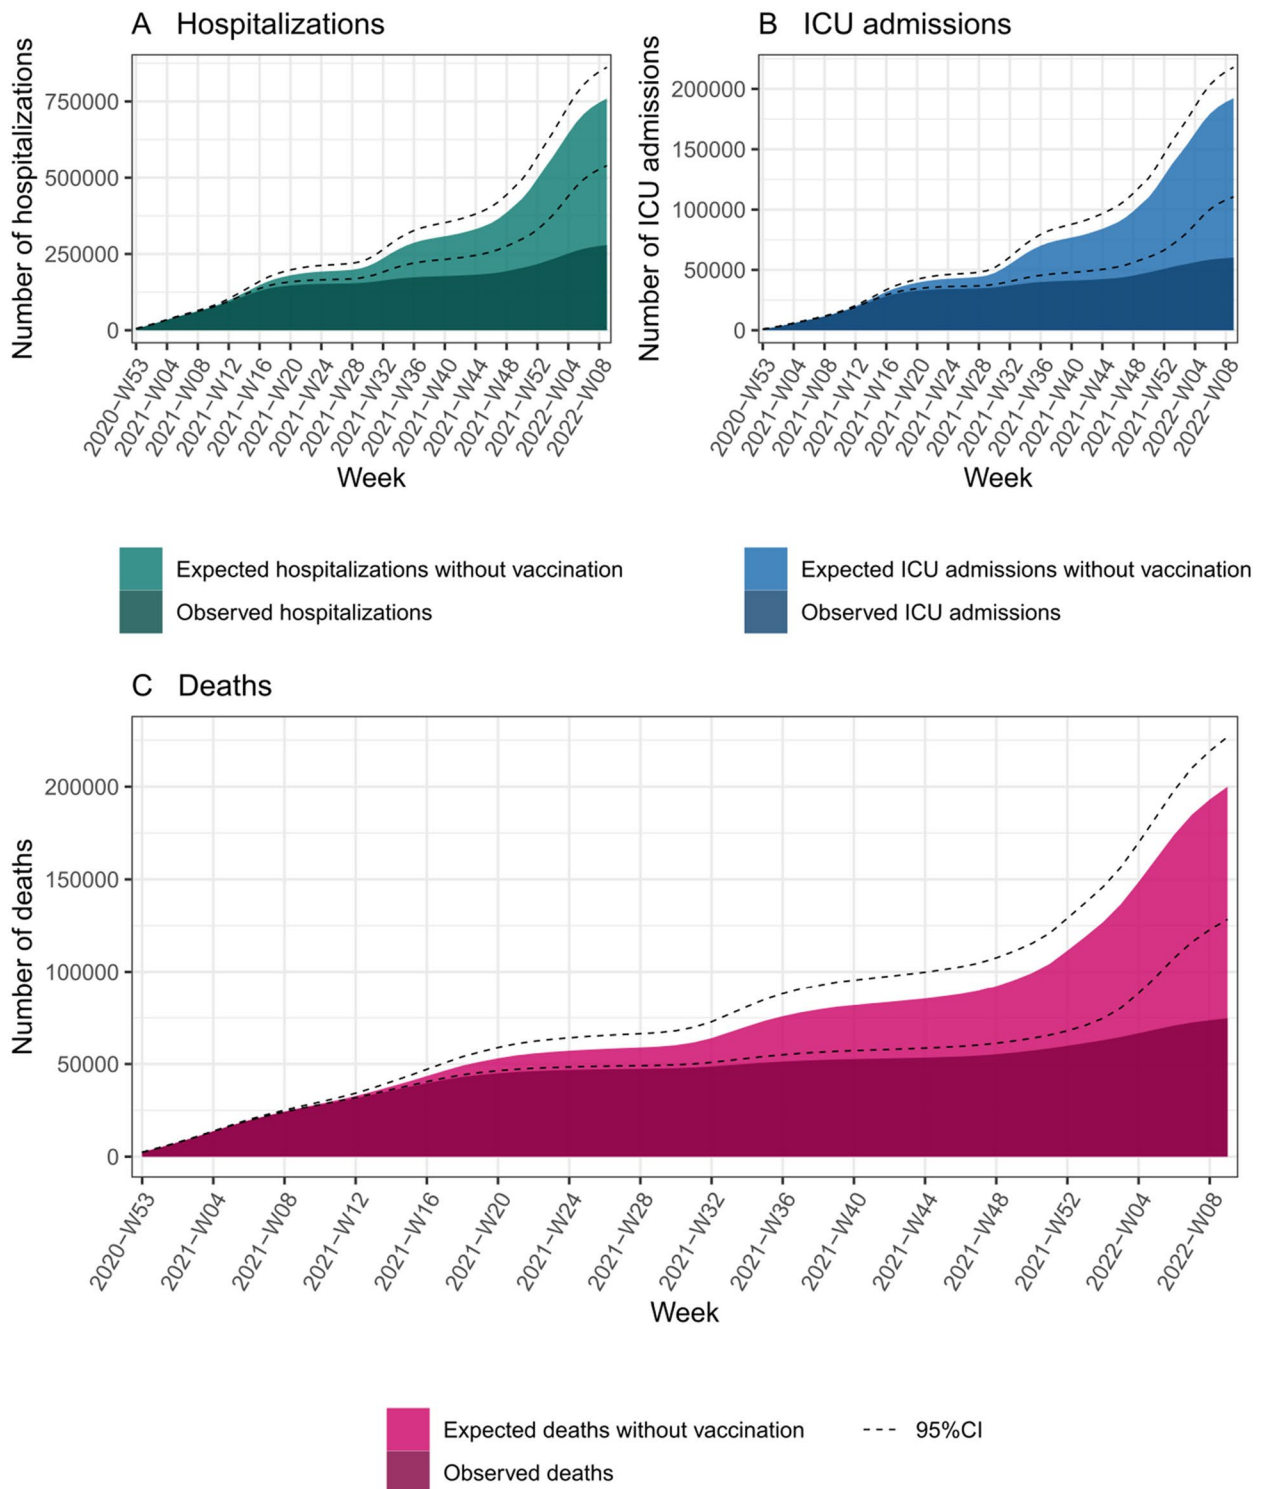 A Hospitalizations
Number of hospitalizations
750000
500000
250000
0
2020−W53
2021−W04
2021−W08
2021−W12
2021−W16
2021−W20
2021−W24
2021−W28
2021−W32
2021−W36
2021−W40
2021−W44
2021−W48
2021−W52
2022−W04
2022−W08
Week
Expected hospitalizations without vaccination
Observed hospitalizations
B ICU admissions
Number of ICU admissions
200000
150000
100000
50000
0
2020−W53
2021−W04
2021−W08
2021−W12
2021−W16
2021−W20
2021−W24
2021−W28
2021−W32
2021−W36
2021−W40
2021−W44
2021−W48
2021−W52
2022−W04
2022−W08
Week
Expected ICU admissions without vaccination
Observed ICU admissions
C Deaths
Number of deaths
200000
150000
100000
50000
0
2020−W53
2021−W04
2021−W08
2021−W12
2021−W16
2021−W20
2021−W24
2021−W28
2021−W32
2021−W36
2021−W40
2021−W44
2021−W48
2021−W52
2022−W04
2022−W08
Week
Expected deaths without vaccination
Observed deaths
95%CI